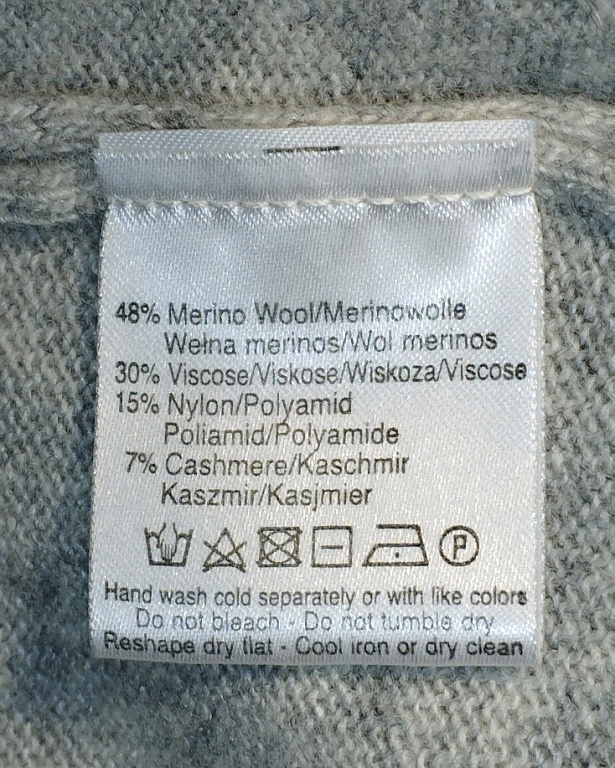 48% Merino Wool/Merinowolle
Wełna merinos/Wol merinos
30% Viscose/Viskose/Wiskoza/Viscose
15% Nylon/Polyamid
Poliamid/Polyamide
7% Cashmere/Kaschmir
Kaszmir/Kasjmier
P
Hand wash cold separately or with like colors
Do not bleach - Do not tumble dry
Reshape dry flat - Cool iron or dry clean